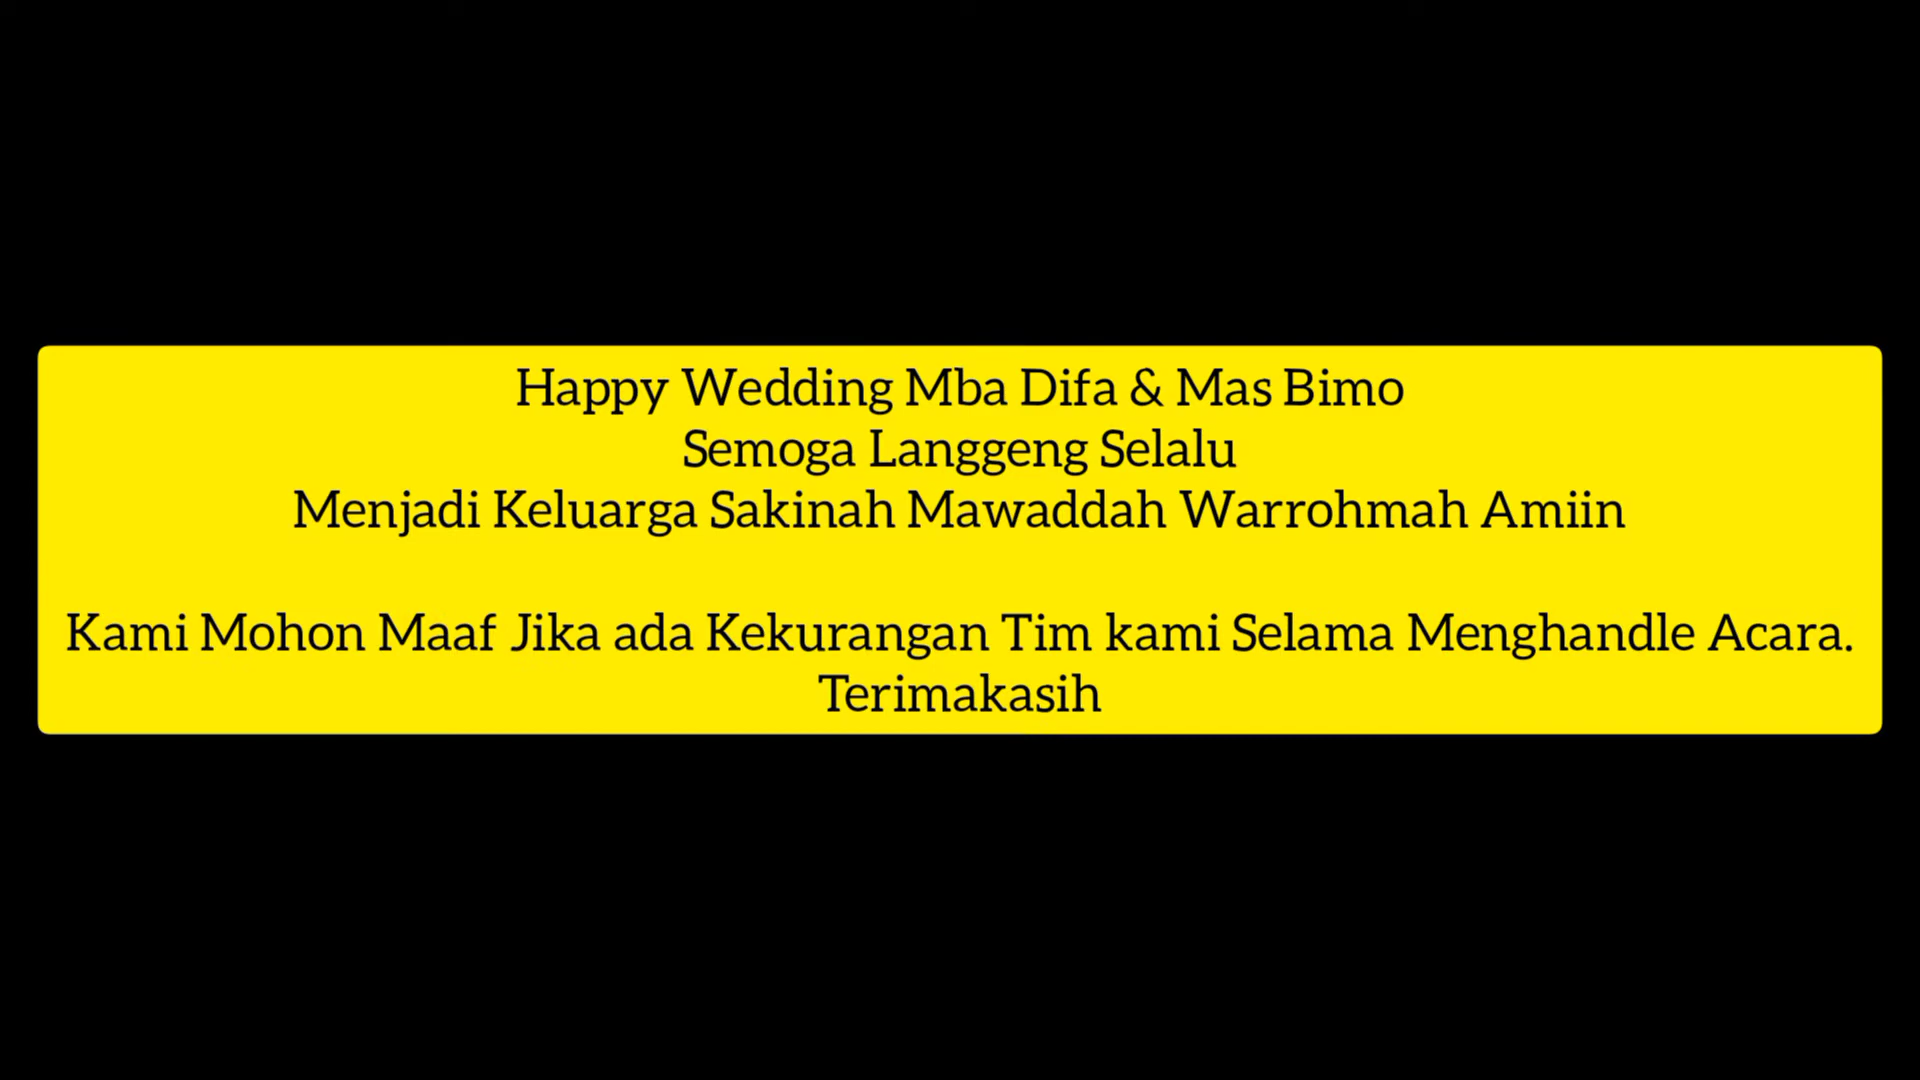 Happy Wedding Mba Difa & Mas Bimo
Semoga Langgeng Selalu
Menjadi Keluarga Sakinah Mawaddah Warrohmah Amiin
Kami Mohon Maaf Jika ada Kekurangan Tim kami Selama Menghandle Acara.
Terimakasih